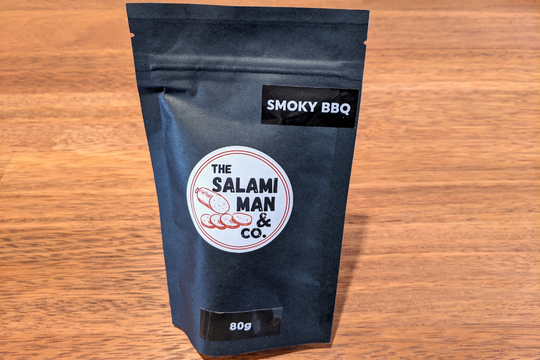 SMOKY BBQ
THE
SALAMI
MAN
&
CO.
80g